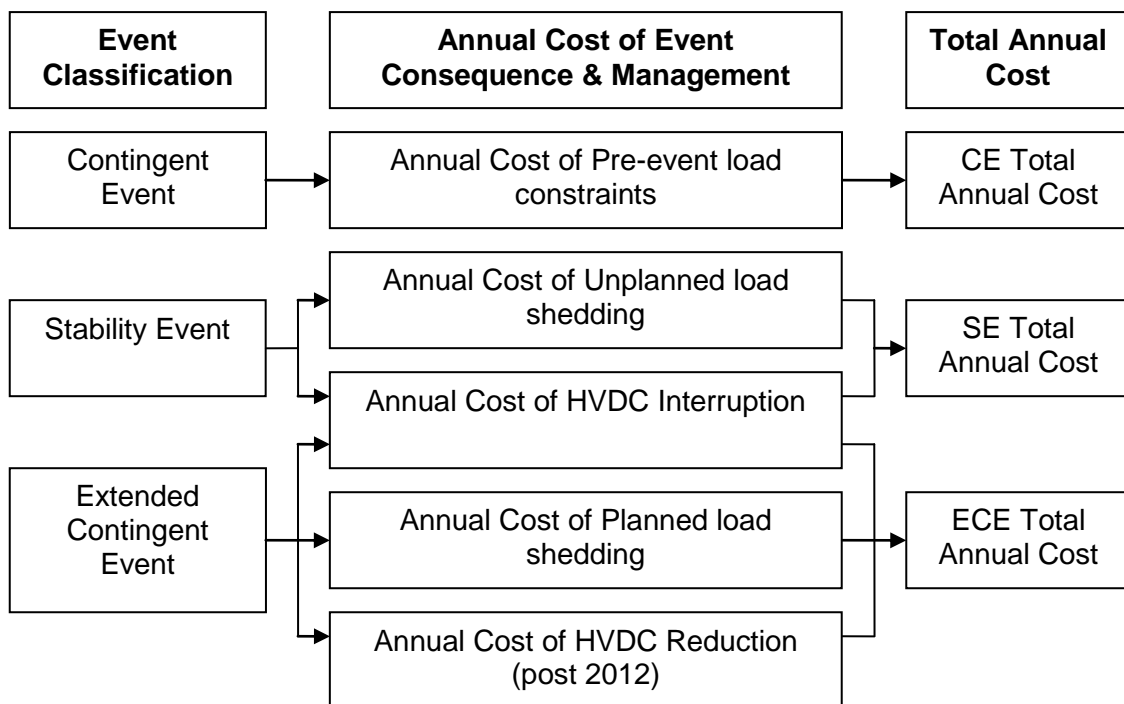 Event
Classification
Annual Cost of Event
Consequence & Management
Total Annual
Cost
Contingent
Event
Annual Cost of Pre-event load
constraints
CE Total
Annual Cost
Stability Event
Annual Cost of Unplanned load
shedding
SE Total
Annual Cost
Annual Cost of HVDC Interruption
Extended
Contingent
Event
Annual Cost of Planned load
shedding
ECE Total
Annual Cost
Annual Cost of HVDC Reduction
(post 2012)